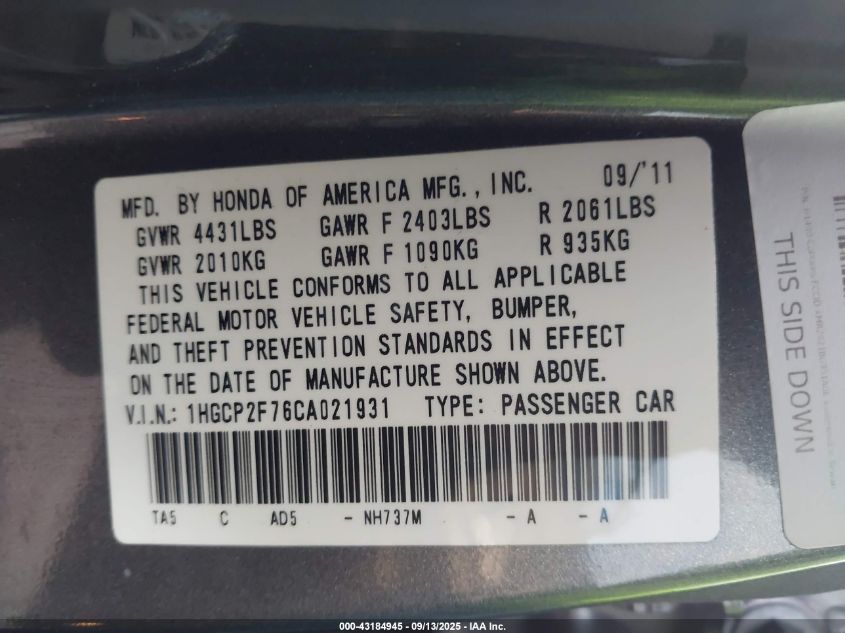 MFD. BY HONDA OF AMERICA MFG., INC. 09/'11
GVWR 4431LBS GAWR F 2403LBS R 2061LBS
GVWR 2010KG GAWR F 1090KG R 935KG
THIS VEHICLE CONFORMS TO ALL APPLICABLE
FEDERAL MOTOR VEHICLE SAFETY, BUMPER,
AND THEFT PREVENTION STANDARDS IN EFFECT
ON THE DATE OF MANUFACTURE SHOWN ABOVE.
V.I.N.: 1HGCP2F76CA021931 TYPE: PASSENGER CAR
TA5 C AD5 - NH737M - A - A
THIS SIDE DOWN
000-43184945 - 09/13/2025 - IAA Inc.